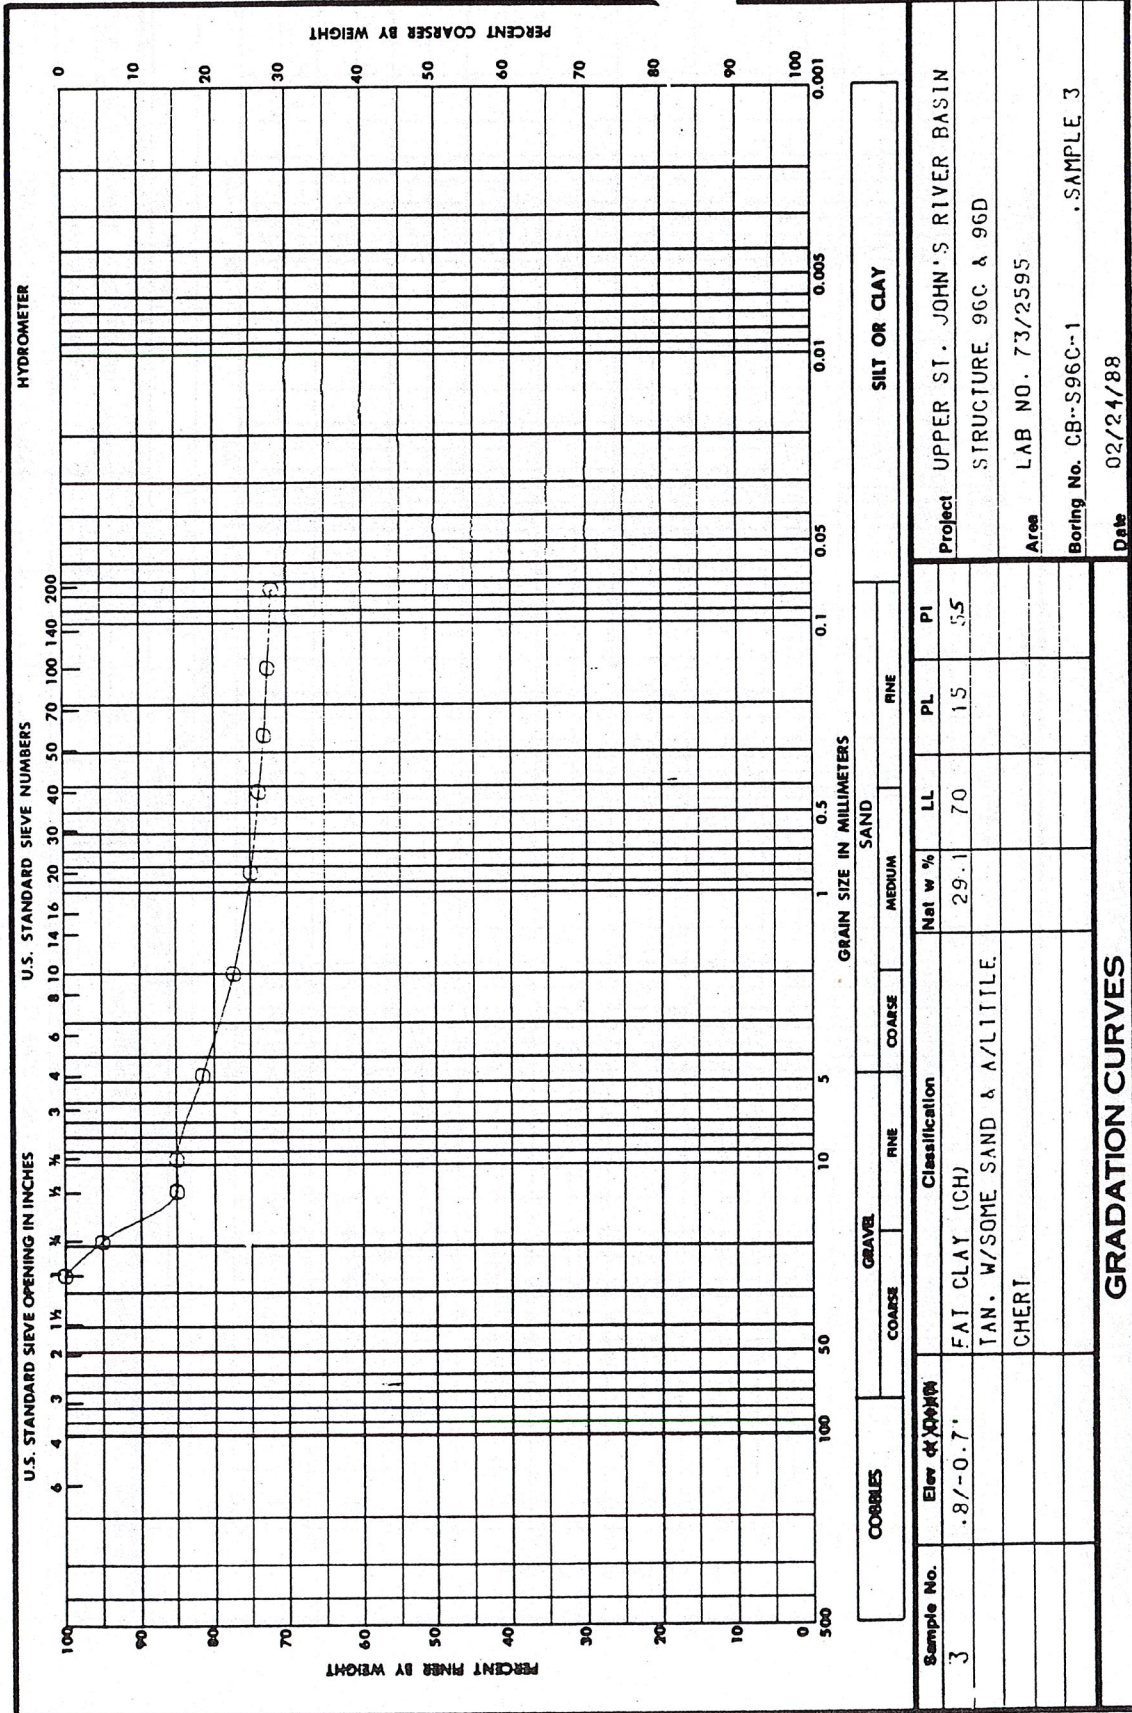 U.S. STANDARD SIEVE OPENING IN INCHES
U.S. STANDARD SIEVE NUMBERS
HYDROMETER
6 4 3 2 1½ 1 ¾ ½ ⅜ 3 4 6 8 10 14 16 20 30 40 50 70 100 140 200
PERCENT FINER BY WEIGHT
100
90
80
70
60
50
40
30
20
10
0
PERCENT COARSER BY WEIGHT
0
10
20
30
40
50
60
70
80
90
100
500 100 50 10 5 1 0.5 0.1 0.05 0.01 0.005 0.001
GRAIN SIZE IN MILLIMETERS
COBBLES
GRAVEL
COARSE FINE
SAND
COARSE MEDIUM FINE
SILT OR CLAY
Sample No. Elev or Classification Nat w % LL PL PI
3 .8/-0.7' FAT CLAY (CH) 29.1 70 15 55
TAN, W/SOME SAND & A/LITTLE
CHERT
Project UPPER ST. JOHN'S RIVER BASIN
STRUCTURE 96C & 96D
Area LAB NO. 73/2595
Boring No. CB-S96C-1 .SAMPLE 3
Date 02/24/88
GRADATION CURVES